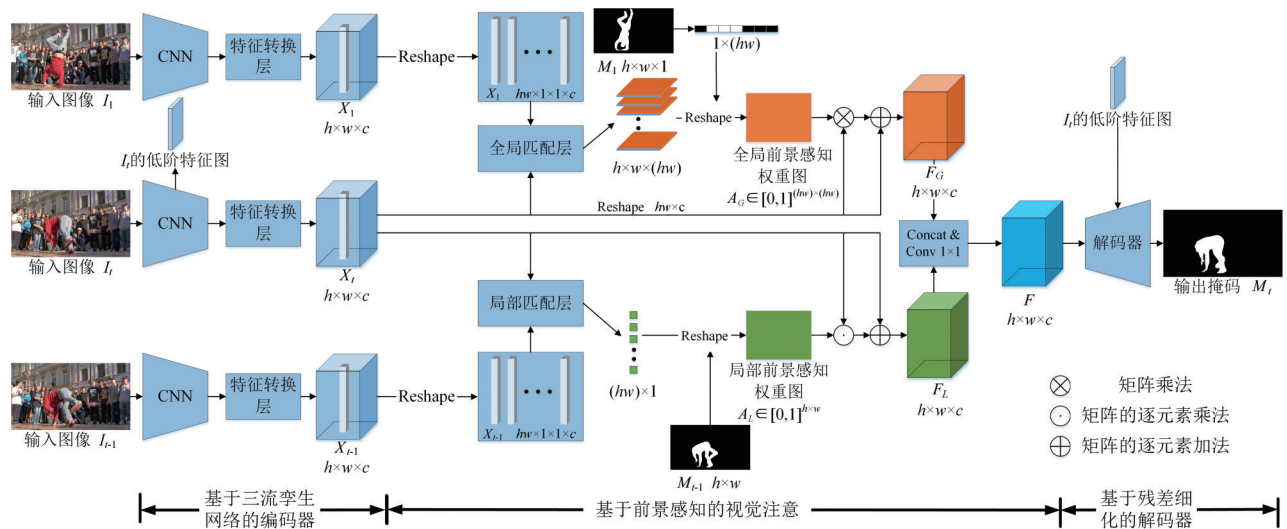 CNN
特征转换
层
X₁
h×w×c
输入图像 I₁
Reshape
X₁ hw×1×1×c
M₁ h×w×1
1×(hw)
全局匹配层
h×w×(hw)
Reshape
全局前景感知
权重图
A_G∈[0,1]^(hw)×(hw)
F_G
h×w×c
Iₜ的低阶特征图
CNN
特征转换
层
Xₜ
h×w×c
输入图像 Iₜ
Reshape hw×c
Concat &
Conv 1×1
F
h×w×c
Iₜ的低阶特征图
解码器
输出掩码 Mₜ
局部匹配层
(hw)×1
Reshape
局部前景感知
权重图
A_L∈[0,1]^h×w
F_L
h×w×c
CNN
特征转换
层
Xₜ₋₁
h×w×c
输入图像 Iₜ₋₁
Reshape
Xₜ₋₁ hw×1×1×c
Mₜ₋₁ h×w
矩阵乘法
矩阵的逐元素乘法
矩阵的逐元素加法
基于三流孪生
网络的编码器
基于前景感知的视觉注意
基于残差细
化的解码器